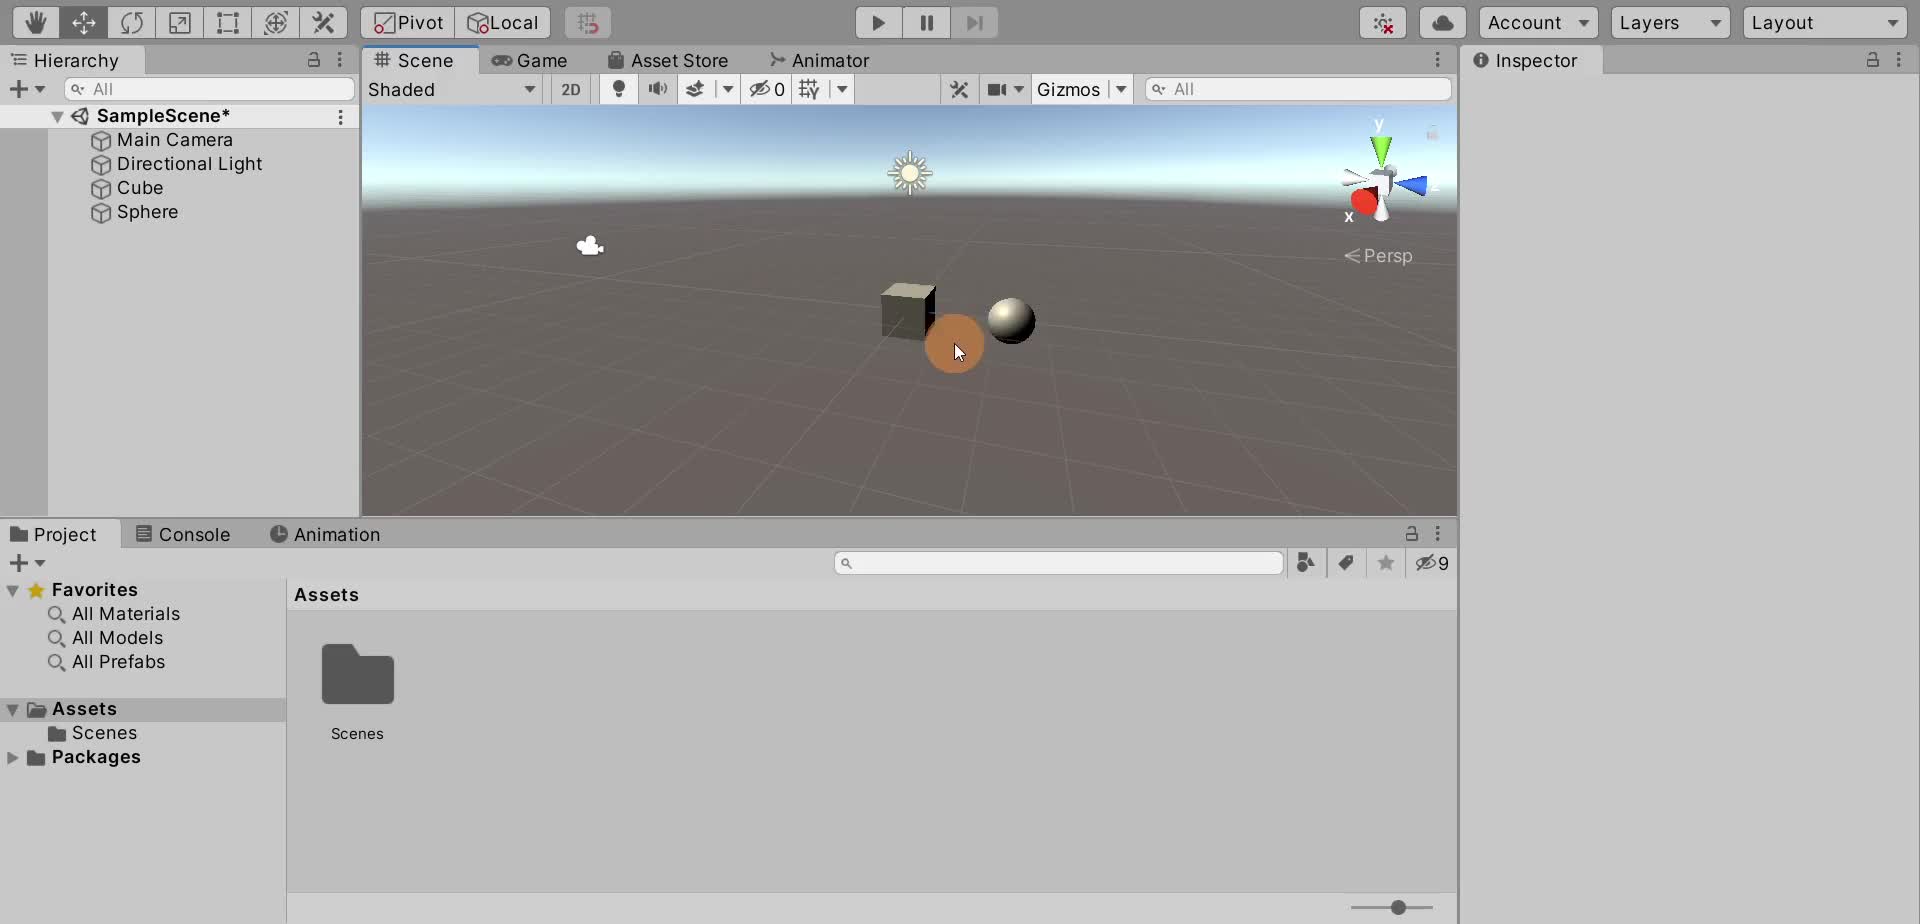 Pivot Local Account Layers Layout
Hierarchy Scene Game Asset Store Animator Inspector
All Shaded 2D 0 Gizmos All
SampleScene*
Main Camera
Directional Light
Cube
Sphere
y
z
x
Persp
Project Console Animation
9
Favorites
All Materials
All Models
All Prefabs
Assets
Scenes
Packages
Assets
Scenes